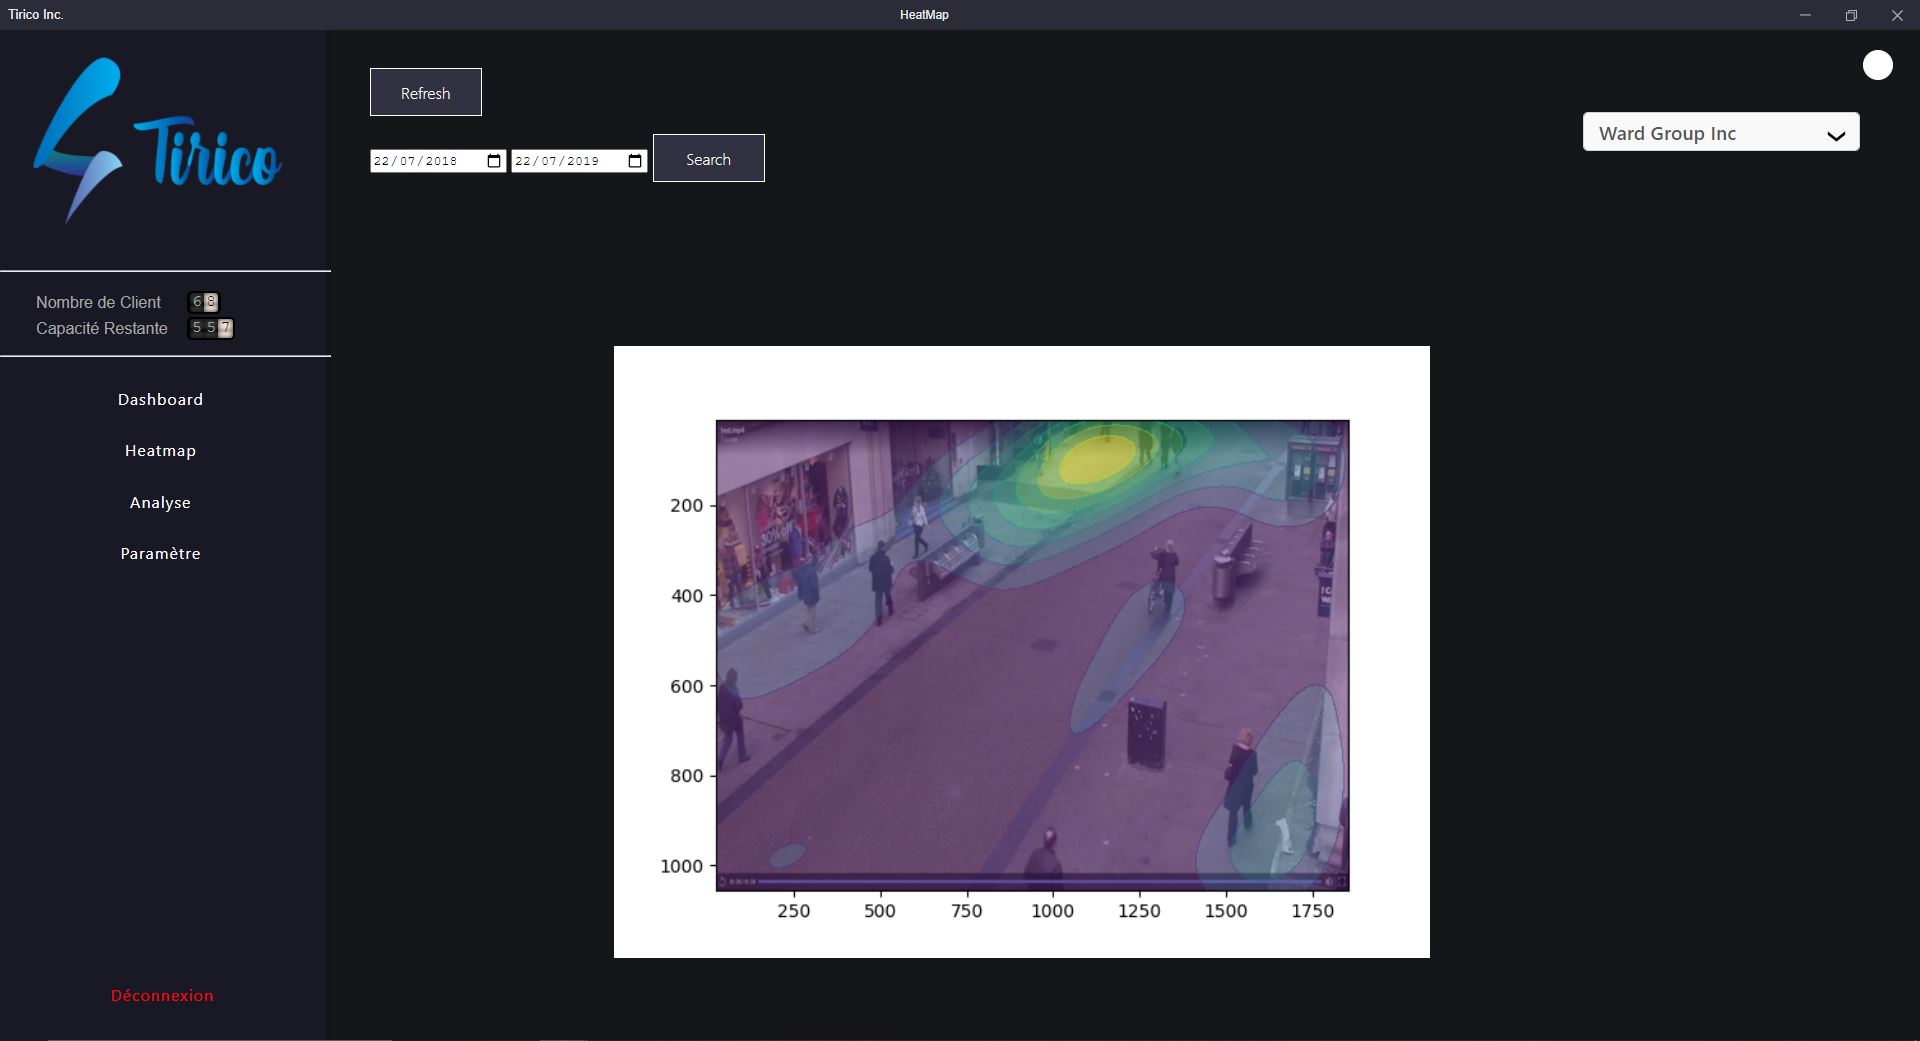 Tirico Inc.
HeatMap
Tirico
Refresh
22/07/2018
22/07/2019
Search
Ward Group Inc
Nombre de Client 68
Capacité Restante 557
Dashboard
Heatmap
Analyse
Paramètre
Déconnexion
test.mp4
30% off
200
400
600
800
1000
250 500 750 1000 1250 1500 1750